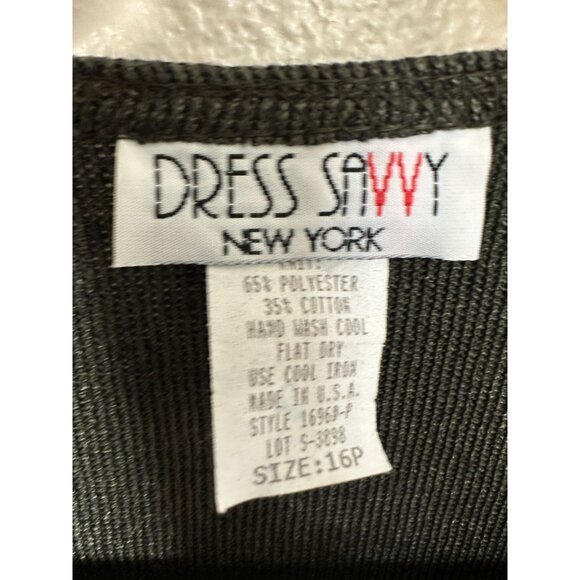 DRESS SAVVY
NEW YORK
65% POLYESTER
35% COTTON
HAND WASH COOL
FLAT DRY
USE COOL IRON
MADE IN U.S.A.
STYLE 16960-P
LOT S-3898
SIZE:16P